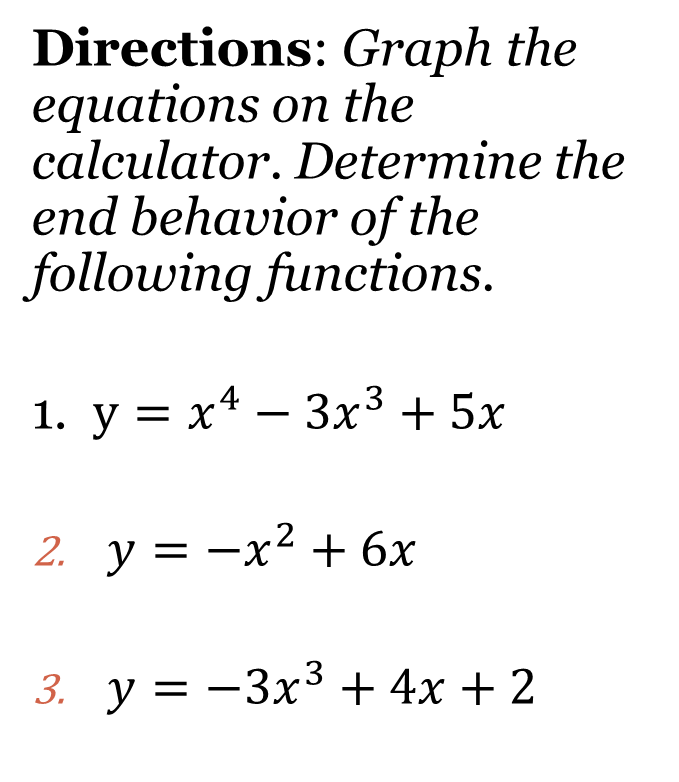 Directions: Graph the
equations on the
calculator. Determine the
end behavior of the
following functions.
1. y = x⁴ − 3x³ + 5x
2. y = −x² + 6x
3. y = −3x³ + 4x + 2